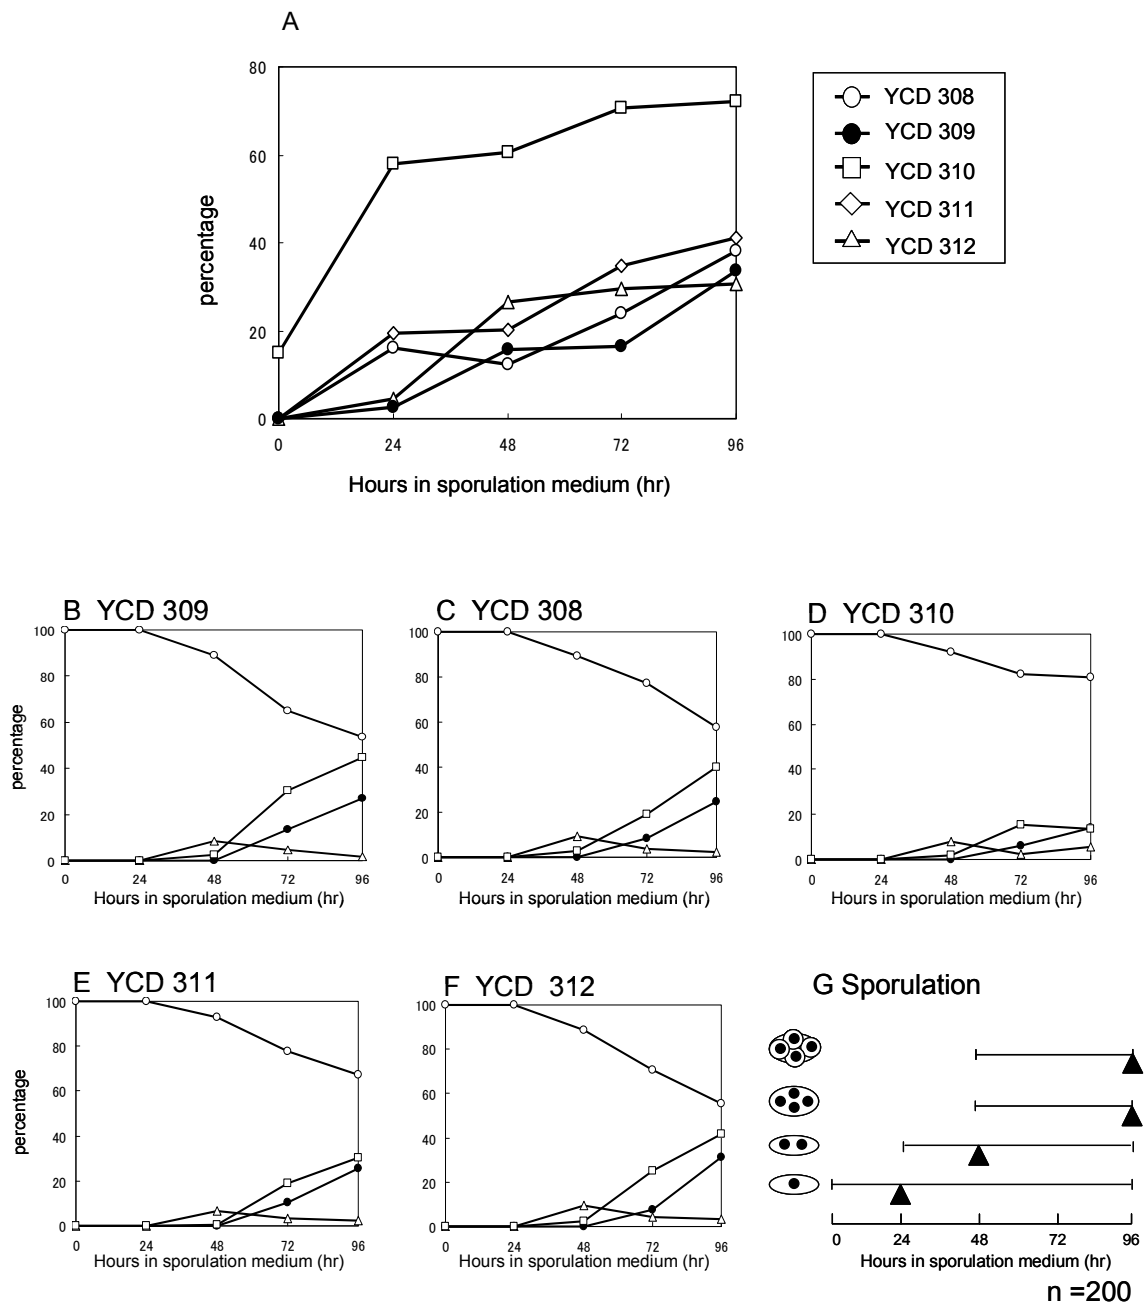 A
80
60
40
20
0
percentage
0 24 48 72 96
Hours in sporulation medium (hr)
YCD 308
YCD 309
YCD 310
YCD 311
YCD 312
B YCD 309
100
80
60
40
20
0
percentage
0 24 48 72 96
Hours in sporulation medium (hr)
C YCD 308
100
80
60
40
20
0
0 24 48 72 96
Hours in sporulation medium (hr)
D YCD 310
100
80
60
40
20
0
0 24 48 72 96
Hours in sporulation medium (hr)
E YCD 311
100
80
60
40
20
0
percentage
0 24 48 72 96
Hours in sporulation medium (hr)
F YCD 312
100
80
60
40
20
0
0 24 48 72 96
Hours in sporulation medium (hr)
G Sporulation
0 24 48 72 96
Hours in sporulation medium (hr)
n =200